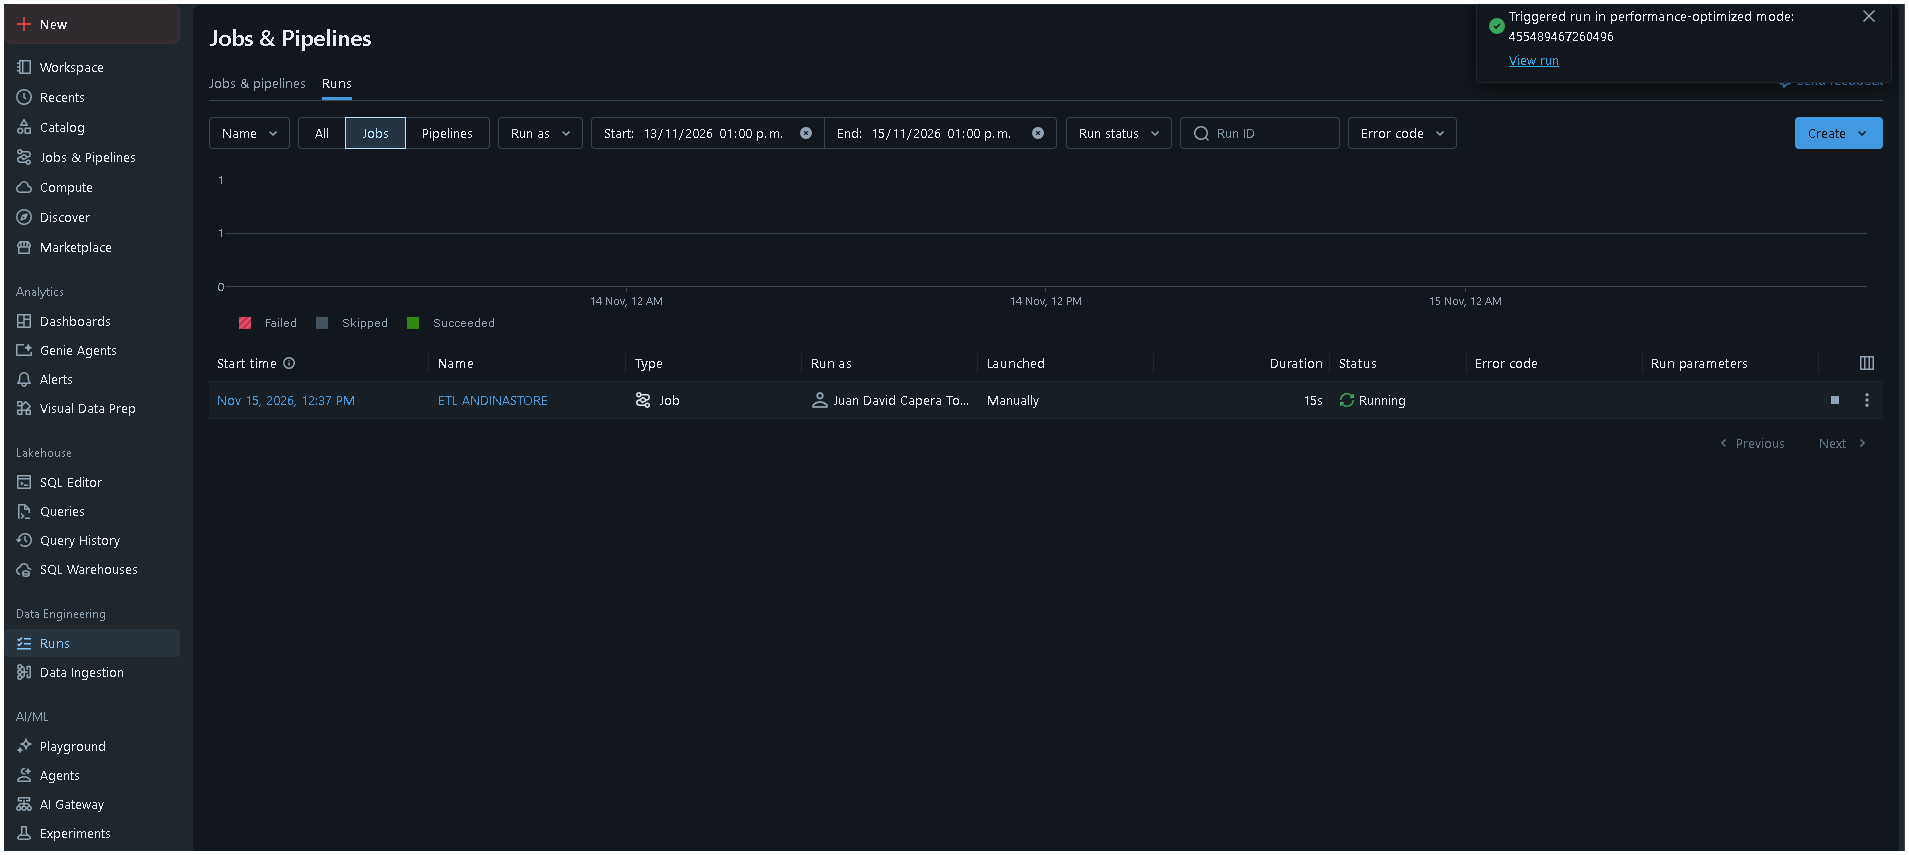 New
Workspace
Recents
Catalog
Jobs & Pipelines
Compute
Discover
Marketplace
Analytics
Dashboards
Genie Agents
Alerts
Visual Data Prep
Lakehouse
SQL Editor
Queries
Query History
SQL Warehouses
Data Engineering
Runs
Data Ingestion
AI/ML
Playground
Agents
AI Gateway
Experiments
Jobs & Pipelines
Triggered run in performance-optimized mode:
455489467260496
View run
Jobs & pipelines Runs
Send feedback
Name All Jobs Pipelines Run as Start: 13/11/2026 01:00 p. m. End: 15/11/2026 01:00 p. m. Run status Run ID Error code Create
1
1
0
14 Nov, 12 AM 14 Nov, 12 PM 15 Nov, 12 AM
Failed Skipped Succeeded
Start time Name Type Run as Launched Duration Status Error code Run parameters
Nov 15, 2026, 12:37 PM ETL ANDINASTORE Job Juan David Capera To... Manually 15s Running
Previous Next